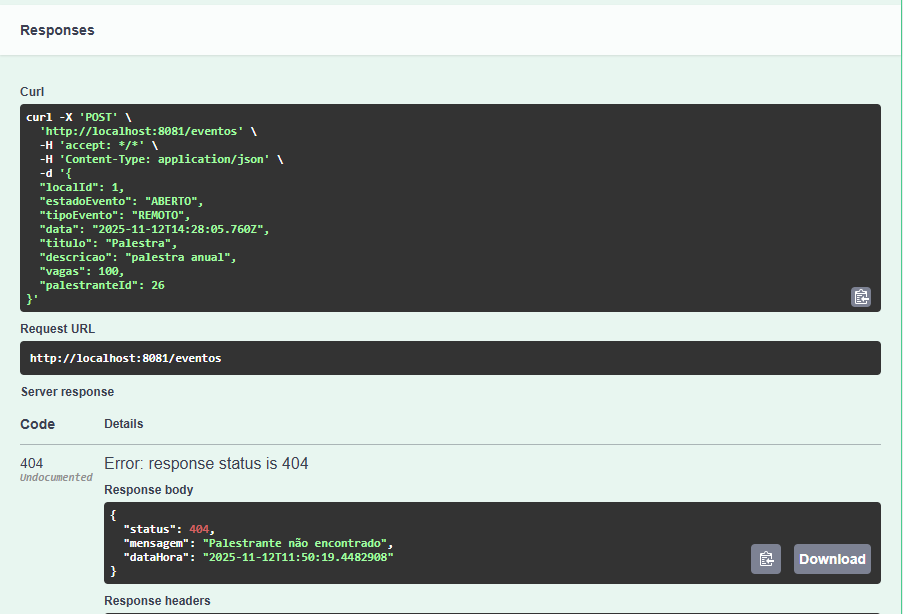 Responses
Curl
curl -X 'POST' \
  'http://localhost:8081/eventos' \
  -H 'accept: */*' \
  -H 'Content-Type: application/json' \
  -d '{
  "localId": 1,
  "estadoEvento": "ABERTO",
  "tipoEvento": "REMOTO",
  "data": "2025-11-12T14:28:05.760Z",
  "titulo": "Palestra",
  "descricao": "palestra anual",
  "vagas": 100,
  "palestranteId": 26
}'
Request URL
http://localhost:8081/eventos
Server response
Code Details
404 Error: response status is 404
Undocumented
Response body
{
  "status": 404,
  "mensagem": "Palestrante não encontrado",
  "dataHora": "2025-11-12T11:50:19.4482908"
}
Download
Response headers